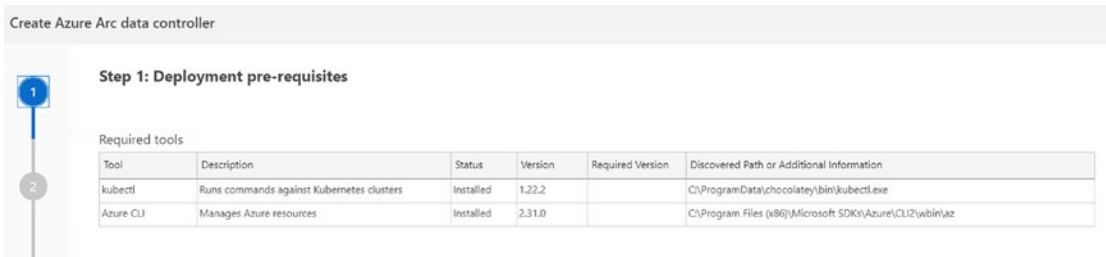 Create Azure Arc data controller
1
Step 1: Deployment pre-requisites
Required tools
Tool Description Status Version Required Version Discovered Path or Additional Information
kubectl Runs commands against Kubernetes clusters Installed 1.22.2 C:\ProgramData\chocolatey\bin\kubectl.exe
2
Azure CLI Manages Azure resources Installed 2.31.0 C:\Program Files (x86)\Microsoft SDKs\Azure\CLI2\wbin\az